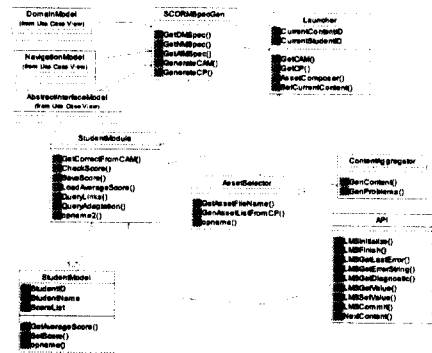 DomainModel
(from Use Case View)
NavigationModel
(from Use Case View)
AbstractInterfaceModel
(from Use Case View)
SCORMSpecGen
GetDMSpec()
GetNMSpec()
GetAIMSpec()
GenerateCAM()
GenerateCP()
Launcher
CurrentContentID
CurrentStudentID
GetCAM()
GetCP()
AssetComposer()
SetCurrentContent()
StudentModule
GetCorrectFromCAM()
CheckScore()
SaveScore()
LoadAverageScore()
QueryLinks()
QueryAdaptation()
opname2()
AssetSelector
GetAssetFileName()
GenAssetListFromCP()
opname()
ContentAggregator
GenContent()
GenProblems()
API
LMSInitialize()
LMSFinish()
LMSGetLastError()
LMSGetErrorString()
LMSGetDiagnostic()
LMSGetValue()
LMSSetValue()
LMSCommit()
NextContent()
1..*
StudentModel
StudentID
StudentName
ScoreList
GetAverageScore()
SetScore()
opname()